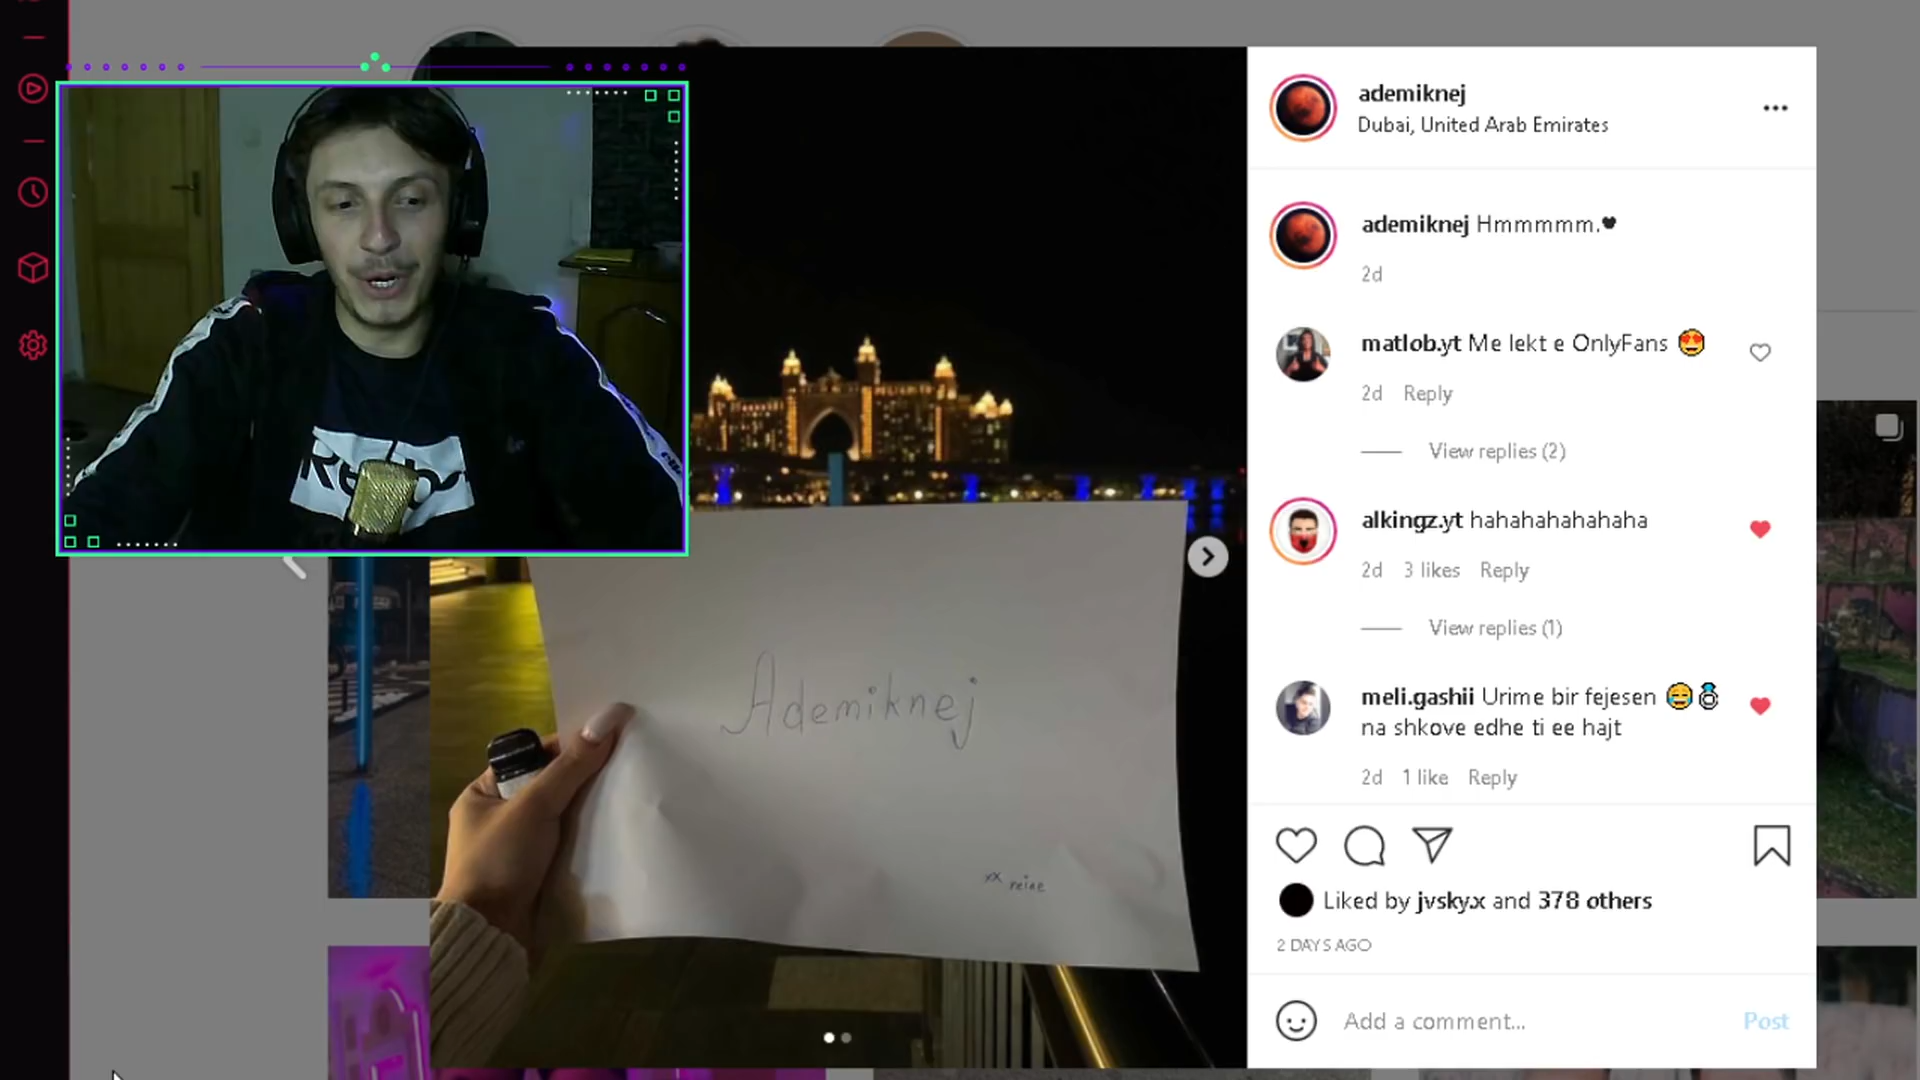 ademiknej
Dubai, United Arab Emirates
ademiknej Hmmmmm.🖤
2d
matlob.yt Me lekt e OnlyFans 😍
2d Reply
View replies (2)
alkingz.yt hahahahahahaha
2d 3 likes Reply
View replies (1)
meli.gashii Urime bir fejesen 😂💍
na shkove edhe ti ee hajt
2d 1 like Reply
Liked by jvsky.x and 378 others
2 DAYS AGO
Add a comment... Post
Ademiknej
xx reine